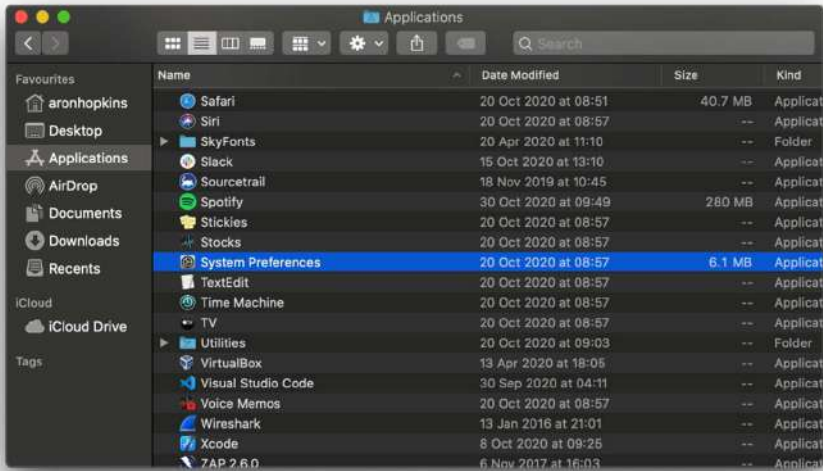 Applications
Search
Favourites
aronhopkins
Desktop
Applications
AirDrop
Documents
Downloads
Recents
iCloud
iCloud Drive
Tags
Name Date Modified Size Kind
Safari 20 Oct 2020 at 08:51 40.7 MB Applicat
Siri 20 Oct 2020 at 08:57 -- Applicat
SkyFonts 20 Apr 2020 at 11:10 -- Folder
Slack 15 Oct 2020 at 13:10 -- Applicat
Sourcetrail 18 Nov 2019 at 10:45 -- Applicat
Spotify 30 Oct 2020 at 09:49 280 MB Applicat
Stickies 20 Oct 2020 at 08:57 -- Applicat
Stocks 20 Oct 2020 at 08:57 -- Applicat
System Preferences 20 Oct 2020 at 08:57 6.1 MB Applicat
TextEdit 20 Oct 2020 at 08:57 -- Applicat
Time Machine 20 Oct 2020 at 08:57 -- Applicat
TV 20 Oct 2020 at 08:57 -- Applicat
Utilities 20 Oct 2020 at 09:03 -- Folder
VirtualBox 13 Apr 2020 at 18:05 -- Applicat
Visual Studio Code 30 Sep 2020 at 04:11 -- Applicat
Voice Memos 20 Oct 2020 at 08:57 -- Applicat
Wireshark 13 Jan 2016 at 21:01 -- Applicat
Xcode 8 Oct 2020 at 09:25 -- Applicat
ZAP 2.6.0 6 Nov 2017 at 16:03 -- Applicat